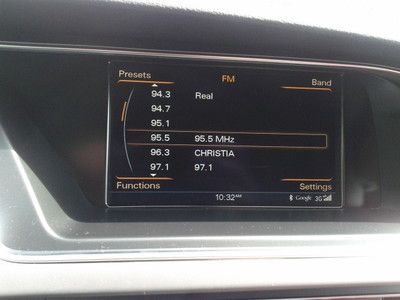 Presets FM Band
94.3 Real
94.7
95.1
95.5 95.5 MHz
96.3 CHRISTIA
97.1 97.1
Functions Settings
10:32AM Google 3G